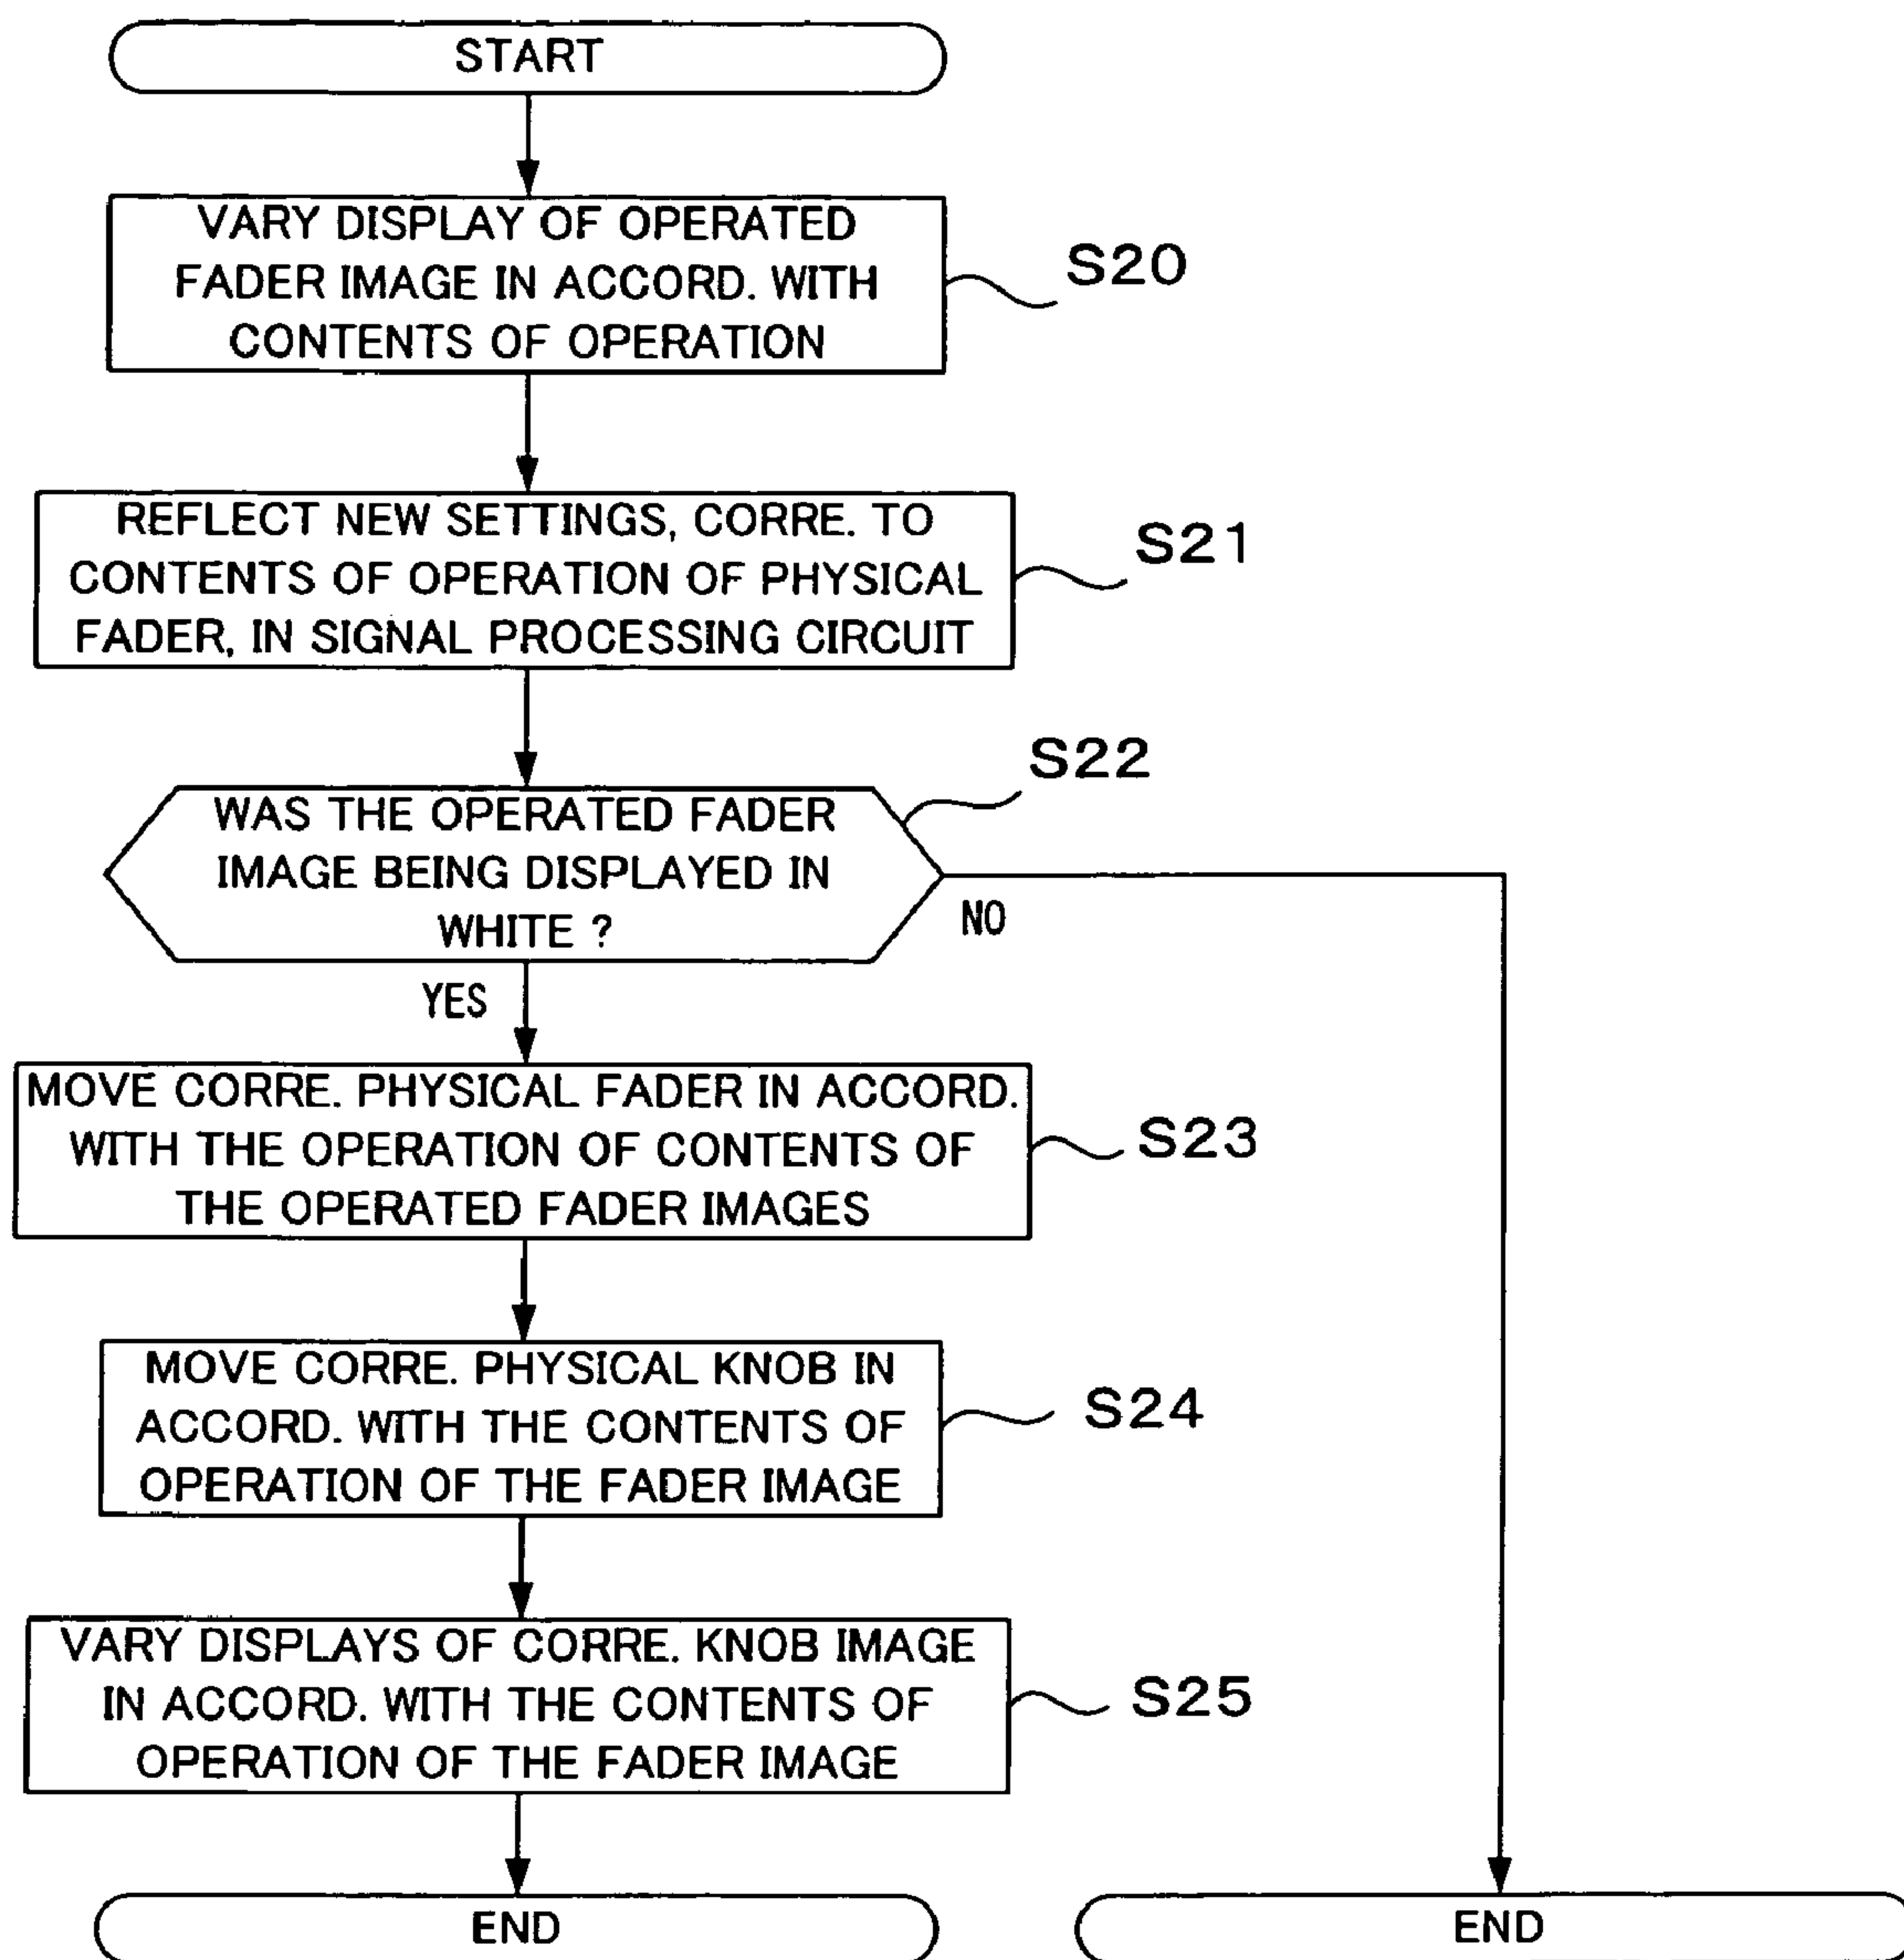 START
VARY DISPLAY OF OPERATED
FADER IMAGE IN ACCORD. WITH
CONTENTS OF OPERATION
S20
REFLECT NEW SETTINGS, CORRE. TO
CONTENTS OF OPERATION OF PHYSICAL
FADER, IN SIGNAL PROCESSING CIRCUIT
S21
WAS THE OPERATED FADER
IMAGE BEING DISPLAYED IN
WHITE ?
S22
NO
YES
MOVE CORRE. PHYSICAL FADER IN ACCORD.
WITH THE OPERATION OF CONTENTS OF
THE OPERATED FADER IMAGES
S23
MOVE CORRE. PHYSICAL KNOB IN
ACCORD. WITH THE CONTENTS OF
OPERATION OF THE FADER IMAGE
S24
VARY DISPLAYS OF CORRE. KNOB IMAGE
IN ACCORD. WITH THE CONTENTS OF
OPERATION OF THE FADER IMAGE
S25
END
END